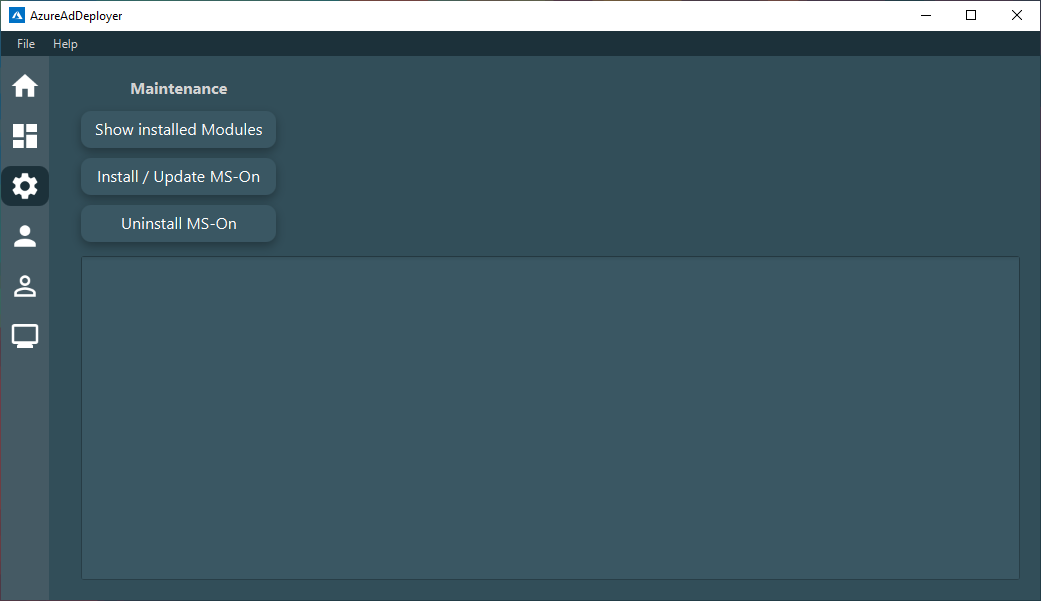 AzureAdDeployer
File Help
Maintenance
Show installed Modules
Install / Update MS-On
Uninstall MS-On